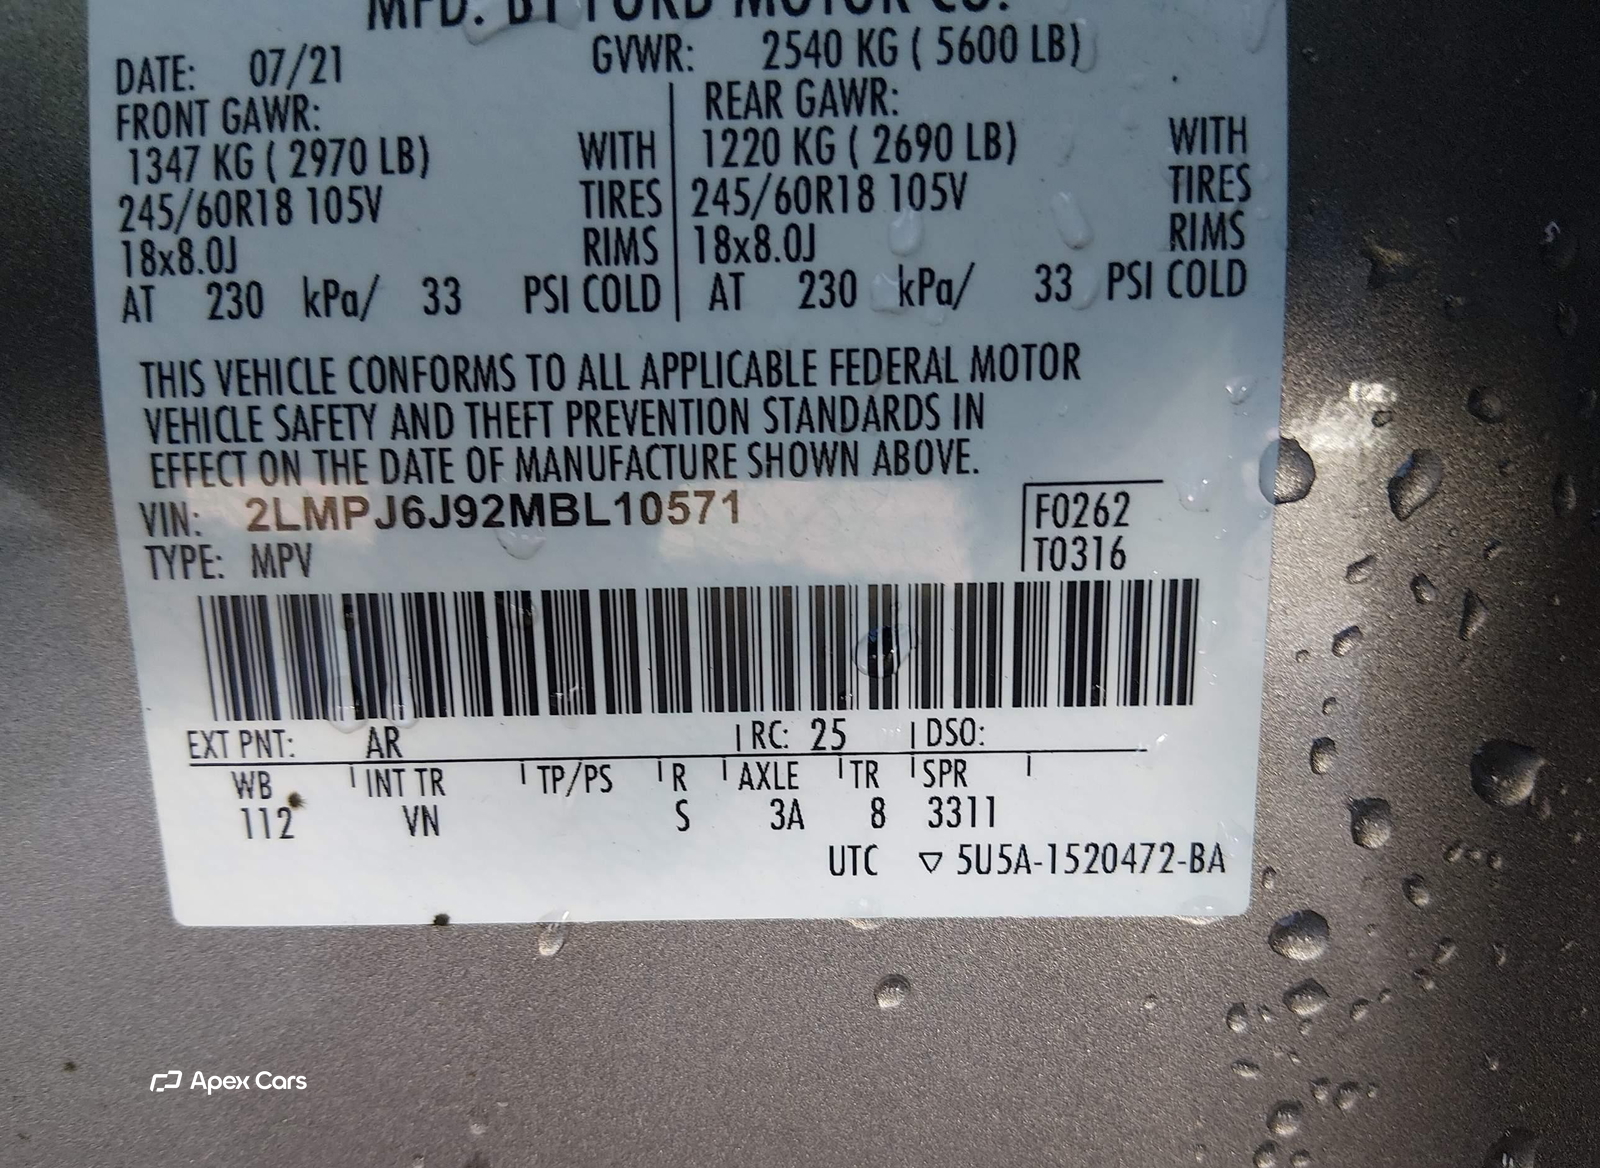 MFD. BY FORD MOTOR CO.
DATE: 07/21 GVWR: 2540 KG ( 5600 LB)
FRONT GAWR: REAR GAWR:
1347 KG ( 2970 LB) WITH 1220 KG ( 2690 LB) WITH
245/60R18 105V TIRES 245/60R18 105V TIRES
18x8.0J RIMS 18x8.0J RIMS
AT 230 kPa/ 33 PSI COLD AT 230 kPa/ 33 PSI COLD
THIS VEHICLE CONFORMS TO ALL APPLICABLE FEDERAL MOTOR
VEHICLE SAFETY AND THEFT PREVENTION STANDARDS IN
EFFECT ON THE DATE OF MANUFACTURE SHOWN ABOVE.
VIN: 2LMPJ6J92MBL10571 F0262
TYPE: MPV T0316
EXT PNT: AR RC: 25 DSO:
WB INT TR TP/PS R AXLE TR SPR
112 VN S 3A 8 3311
UTC ▽ 5U5A-1520472-BA
Apex Cars